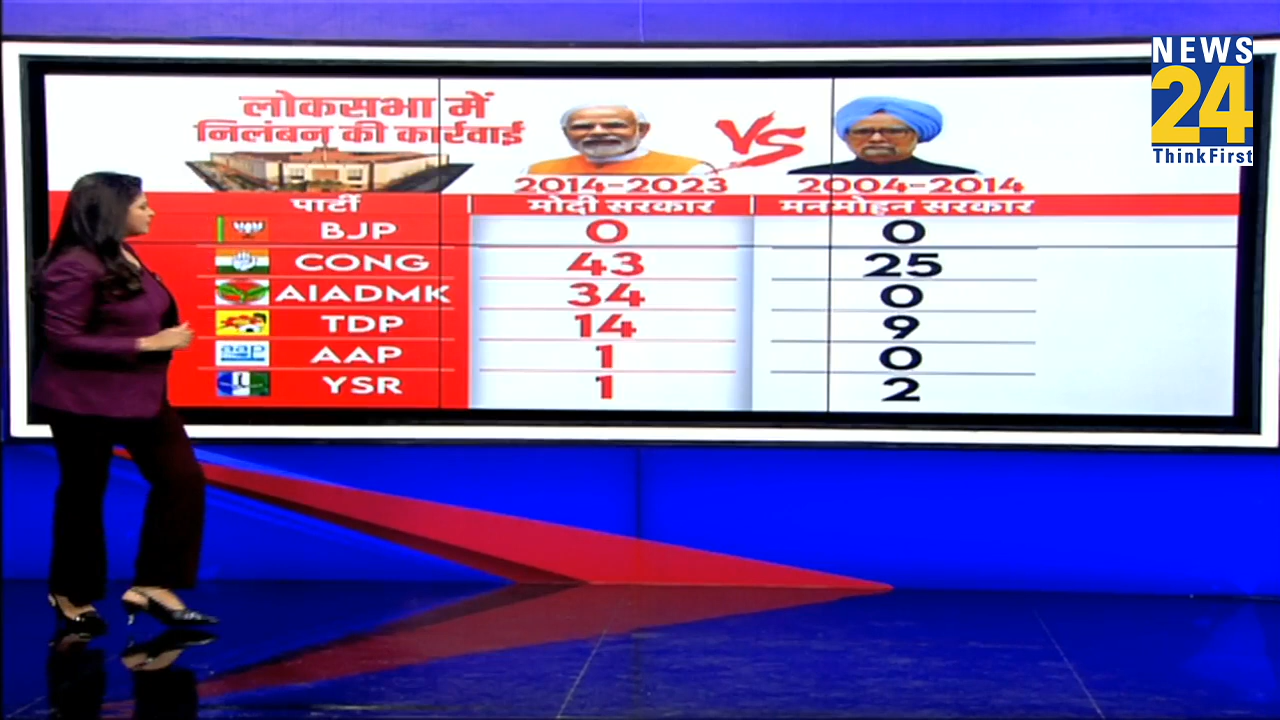 NEWS
24
ThinkFirst
लोकसभा में
निलंबन की कार्रवाई
VS
2014-2023 2004-2014
पार्टी मोदी सरकार मनमोहन सरकार
BJP 0 0
CONG 43 25
AIADMK 34 0
TDP 14 9
aap AAP 1 0
YSR 1 2